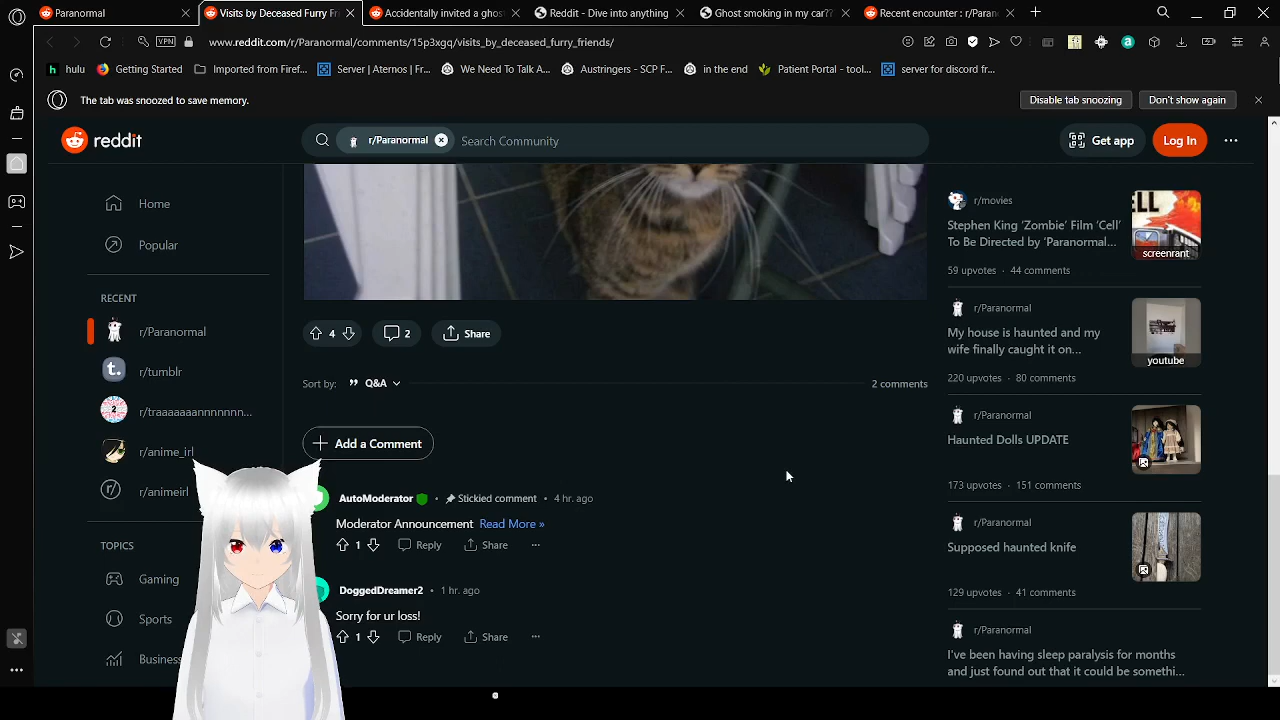 Paranormal
Visits by Deceased Furry Fr
Accidentally invited a ghos
Reddit - Dive into anything
Ghost smoking in my car??
Recent encounter : r/Paran
VPN
www.reddit.com/r/Paranormal/comments/15p3xgq/visits_by_deceased_furry_friends/
hulu
Getting Started
Imported from Firef...
Server | Aternos | Fr...
We Need To Talk A...
Austringers - SCP F...
in the end
Patient Portal - tool...
server for discord fr...
The tab was snoozed to save memory.
Disable tab snoozing
Don't show again
reddit
r/Paranormal
Search Community
Get app
Log In
Home
Popular
RECENT
r/Paranormal
r/tumblr
r/traaaaaaannnnnnn...
r/anime_irl
r/animeirl
TOPICS
Gaming
Sports
Business
4
2
Share
Sort by:
Q&A
2 comments
Add a Comment
AutoModerator
• Stickied comment • 4 hr. ago
Moderator Announcement Read More »
1
Reply
Share
DoggedDreamer2 • 1 hr. ago
Sorry for ur loss!
1
Reply
Share
r/movies
Stephen King 'Zombie' Film 'Cell'
To Be Directed by 'Paranormal...
59 upvotes · 44 comments
ELL
screenrant
r/Paranormal
My house is haunted and my
wife finally caught it on...
220 upvotes · 80 comments
youtube
r/Paranormal
Haunted Dolls UPDATE
173 upvotes · 151 comments
r/Paranormal
Supposed haunted knife
129 upvotes · 41 comments
r/Paranormal
I've been having sleep paralysis for months
and just found out that it could be somethi...